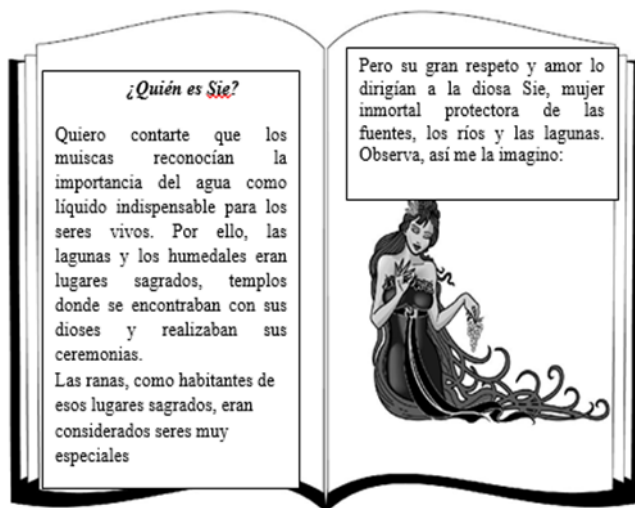 ¿Quién es Sie?
Quiero contarte que los
muiscas reconocían la
importancia del agua como
líquido indispensable para los
seres vivos. Por ello, las
lagunas y los humedales eran
lugares sagrados, templos
donde se encontraban con sus
dioses y realizaban sus
ceremonias.
Las ranas, como habitantes de
esos lugares sagrados, eran
considerados seres muy
especiales
Pero su gran respeto y amor lo
dirigían a la diosa Sie, mujer
inmortal protectora de las
fuentes, los ríos y las lagunas.
Observa, así me la imagino: